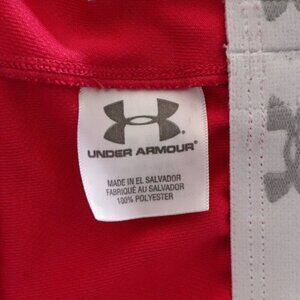 UNDER ARMOUR®
MADE IN EL SALVADOR
FABRIQUÉ AU SALVADOR
100% POLYESTER